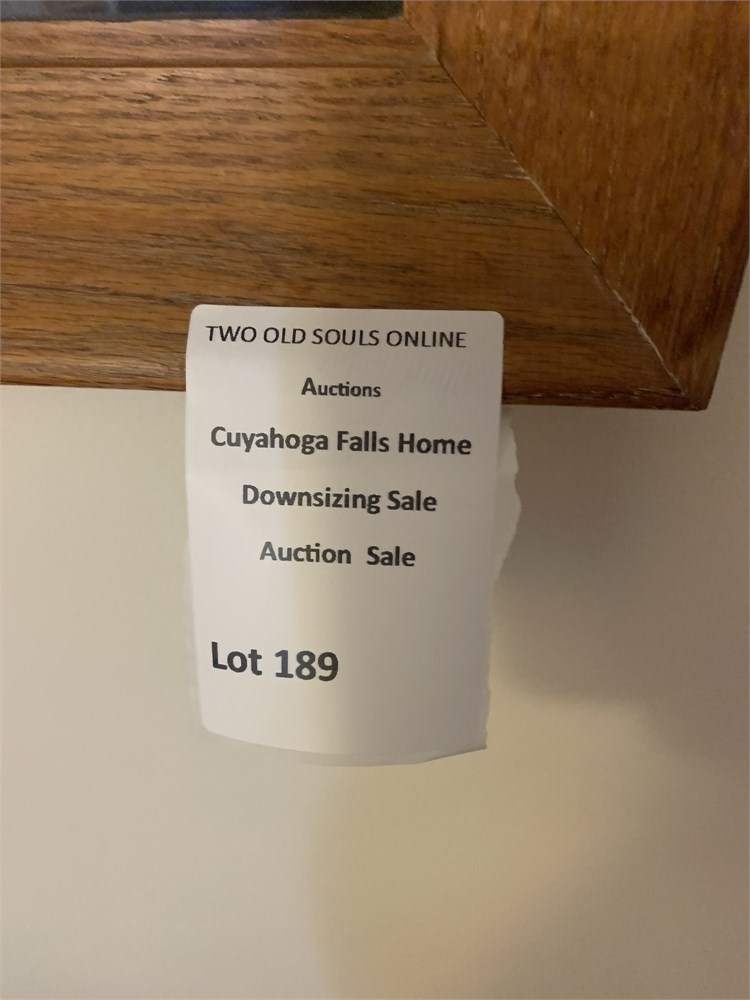 TWO OLD SOULS ONLINE
Auctions
Cuyahoga Falls Home
Downsizing Sale
Auction Sale
Lot 189